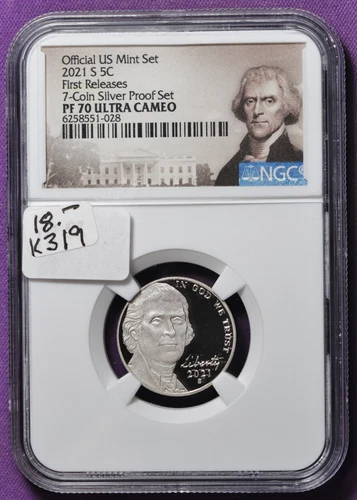 Official US Mint Set
2021 S 5C
First Releases
7-Coin Silver Proof Set
PF 70 ULTRA CAMEO
6258551-028
NGC
18.-
K319
IN GOD WE TRUST
Liberty
2021
S